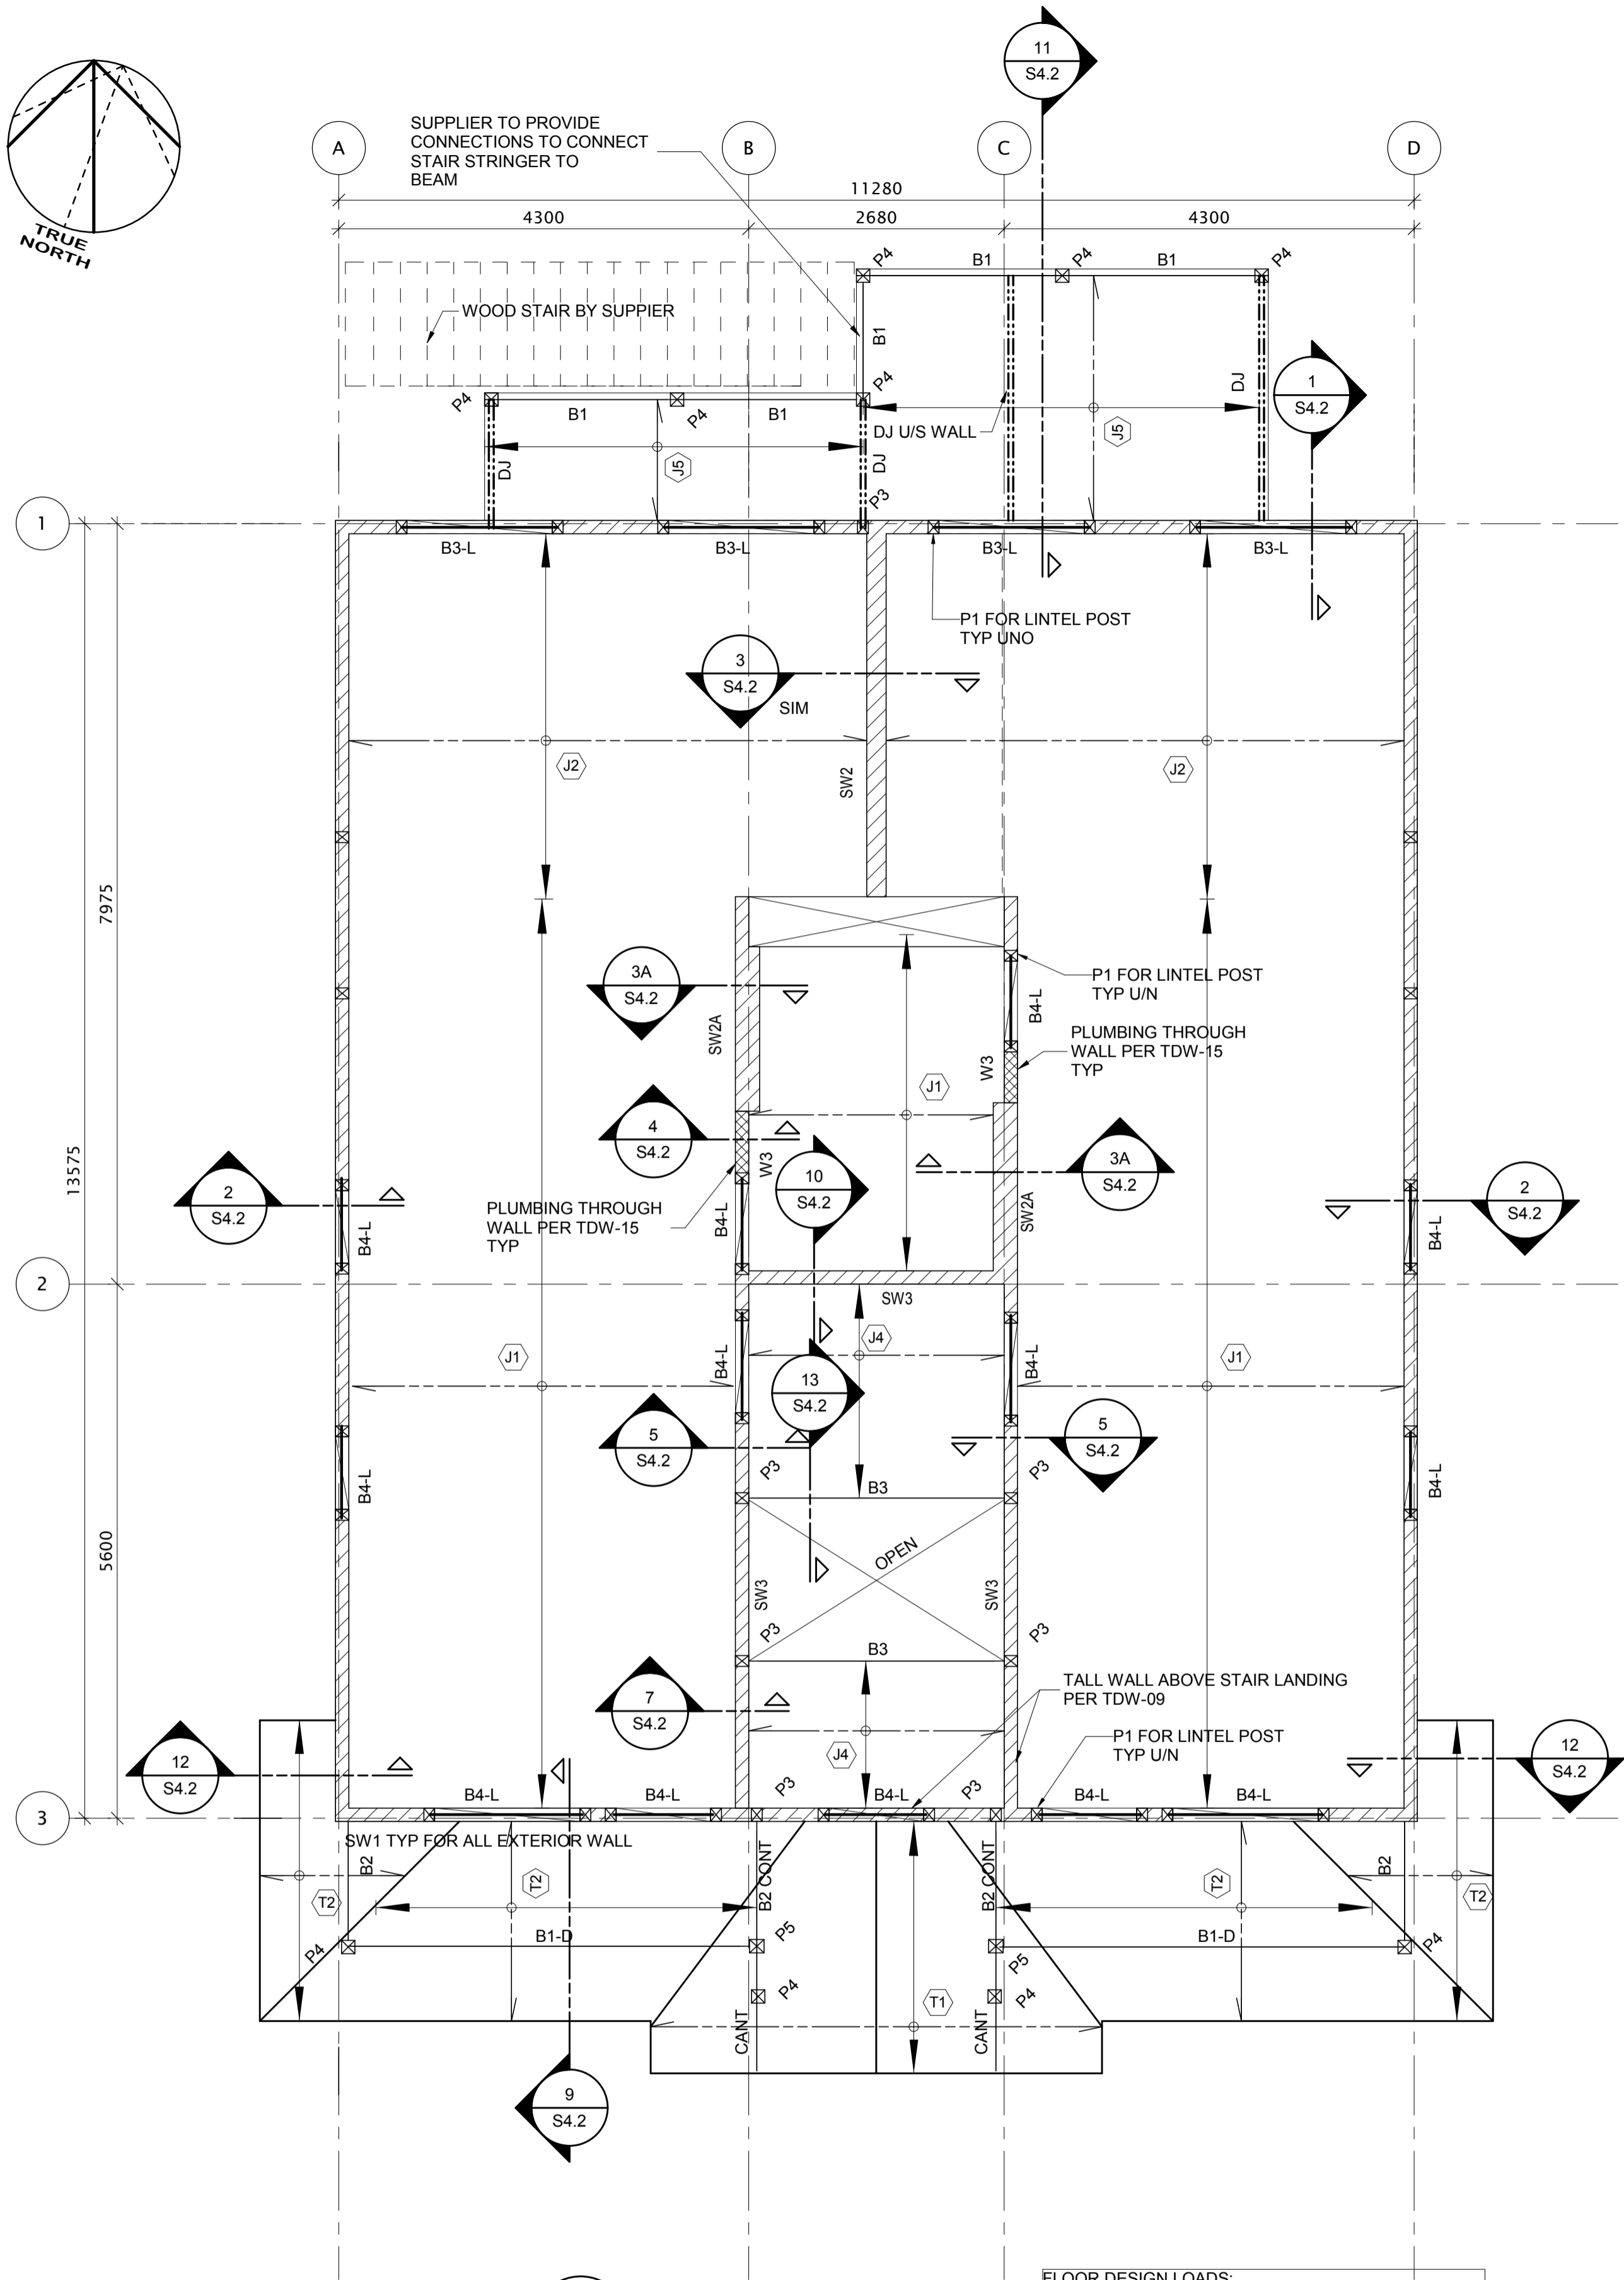 11
S4.2
TRUE
NORTH
SUPPLIER TO PROVIDE
CONNECTIONS TO CONNECT
STAIR STRINGER TO
BEAM
A
B
C
D
11280
4300
2680
4300
P4
B1
P4
B1
P4
WOOD STAIR BY SUPPIER
B1
P4
1
S4.2
P4
B1
P4
B1
DJ
DJ U/S WALL
J5
DJ
J5
DJ
P3
1
B3-L
B3-L
B3-L
B3-L
P1 FOR LINTEL POST
TYP UNO
3
S4.2
SIM
J2
SW2
J2
7975
13575
3A
S4.2
SW2A
P1 FOR LINTEL POST
TYP U/N
B4-L
PLUMBING THROUGH
WALL PER TDW-15
TYP
W3
J1
4
S4.2
W3
10
S4.2
3A
S4.2
2
S4.2
2
S4.2
PLUMBING THROUGH
WALL PER TDW-15
TYP
B4-L
B4-L
SW2A
B4-L
2
SW3
J4
J1
B4-L
B4-L
J1
13
S4.2
5
S4.2
5
S4.2
P3
P3
B4-L
B4-L
B3
5600
OPEN
SW3
SW3
P3
P3
B3
7
S4.2
TALL WALL ABOVE STAIR LANDING
PER TDW-09
P1 FOR LINTEL POST
TYP U/N
J4
12
S4.2
12
S4.2
P3
P3
B4-L
B4-L
B4-L
B4-L
B4-L
3
SW1 TYP FOR ALL EXTERIOR WALL
B2
B2 CONT
B2 CONT
B2
T2
T2
T2
T2
B1-D
B1-D
P4
P5
P5
P4
P4
P4
T1
CANT
CANT
9
S4.2
FLOOR DESIGN LOADS: